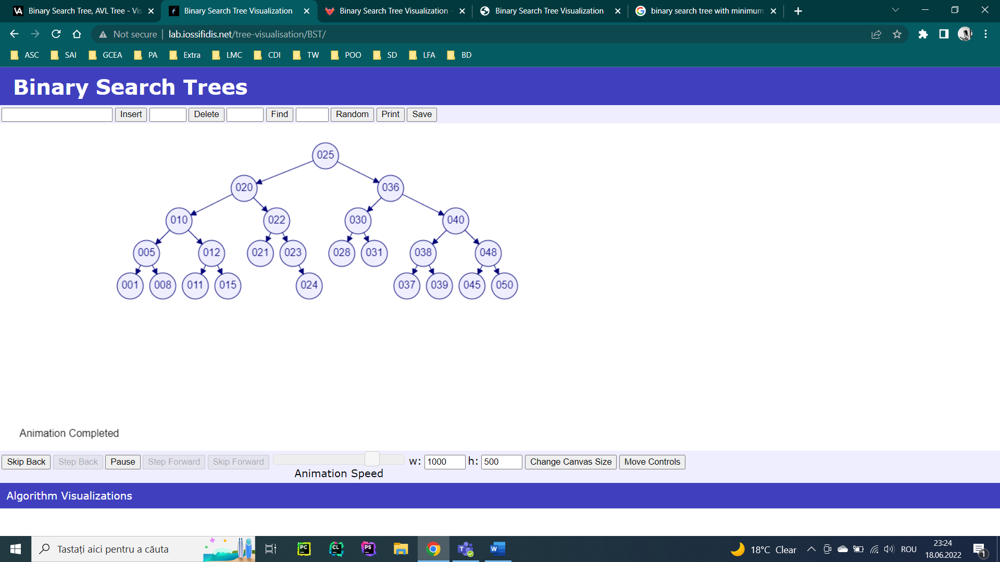 Binary Search Tree, AVL Tree - Vis
Binary Search Tree Visualization
Binary Search Tree Visualization -
Binary Search Tree Visualization
binary search tree with minimum
Not secure
lab.iossifidis.net/tree-visualisation/BST/
ASC SAI GCEA PA Extra LMC CDI TW POO SD LFA BD
Binary Search Trees
Insert Delete Find Random Print Save
025
020 036
010 022 030 040
005 012 021 023 028 031 038 048
001 008 011 015 024 037 039 045 050
Animation Completed
Skip Back Step Back Pause Step Forward Skip Forward w: 1000 h: 500 Change Canvas Size Move Controls
Animation Speed
Algorithm Visualizations
Tastați aici pentru a căuta
PC
CL
PS
T
W
18°C Clear
ROU
23:24
18.06.2022
1